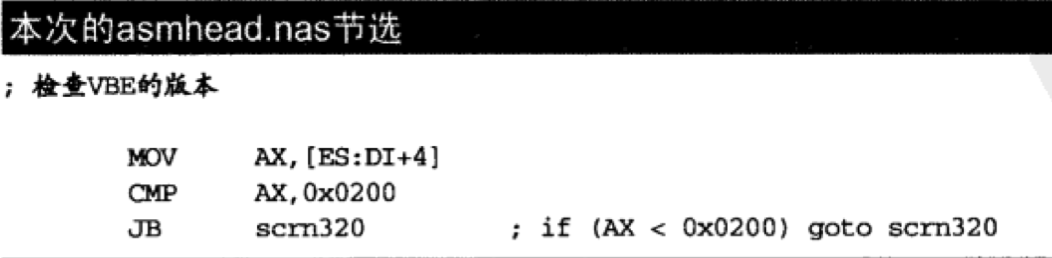 本次的asmhead.nas节选
; 检查VBE的版本
MOV AX,[ES:DI+4]
CMP AX,0x0200
JB scrn320 ; if (AX < 0x0200) goto scrn320